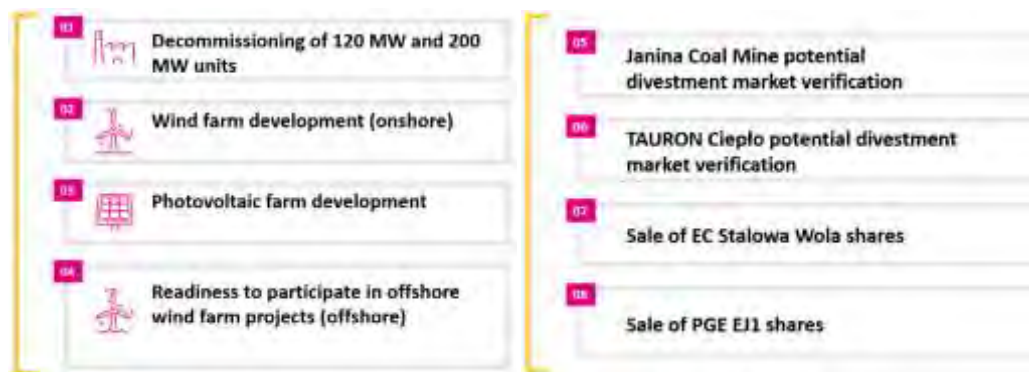 01
Decommissioning of 120 MW and 200
MW units
02
Wind farm development (onshore)
03
Photovoltaic farm development
04
Readiness to participate in offshore
wind farm projects (offshore)
05
Janina Coal Mine potential
divestment market verification
06
TAURON Ciepło potential divestment
market verification
07
Sale of EC Stalowa Wola shares
08
Sale of PGE EJ1 shares